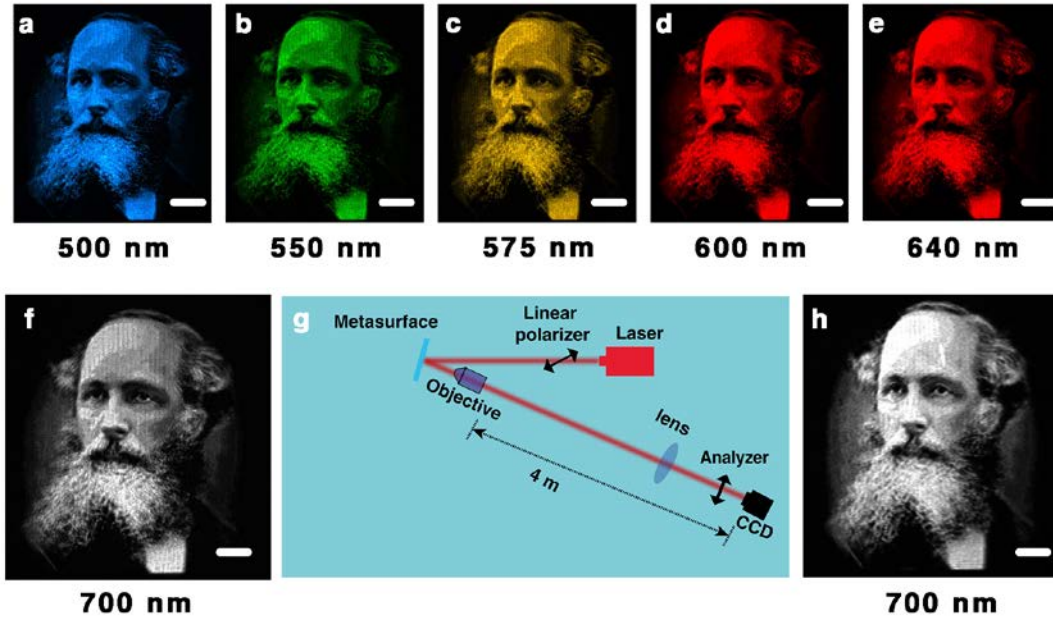 a
b
c
d
e
500 nm
550 nm
575 nm
600 nm
640 nm
f
g
Metasurface
Linear
polarizer
Laser
Objective
4 m
lens
Analyzer
CCD
h
700 nm
700 nm